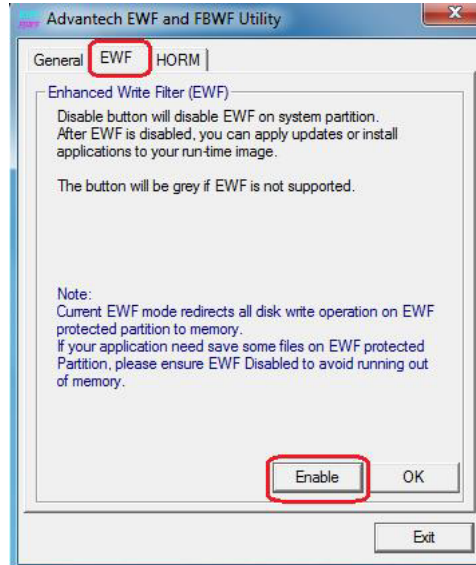 Advantech EWF and FBWF Utility
General EWF HORM
Enhanced Write Filter (EWF)
Disable button will disable EWF on system partition.
After EWF is disabled, you can apply updates or install
applications to your run-time image.
The button will be grey if EWF is not supported.
Note:
Current EWF mode redirects all disk write operation on EWF
protected partition to memory.
If your application need save some files on EWF protected
Partition, please ensure EWF Disabled to avoid running out
of memory.
Enable OK
Exit